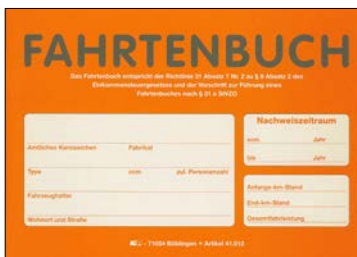 FAHRTENBUCH
Das Fahrtenbuch entspricht der Richtlinie 31 Absatz 7 Nr. 2 zu § 8 Absatz 2 des
Einkommensteuergesetzes und der Vorschrift zur Führung eines
Fahrtenbuches nach § 31 a StVZO
Nachweiszeitraum
vom Jahr
bis Jahr
Amtliches Kennzeichen Fabrikat
Type vom zul. Personenzahl
Fahrzeughalter
Wohnort und Straße
Anfangs-km-Stand
End-km-Stand
Gesamtfahrleistung
71034 Böblingen • Artikel 41.012